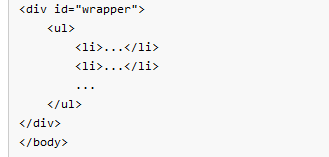 <div id="wrapper">
    <ul>
        <li>...</li>
        <li>...</li>
        ...
    </ul>
</div>
</body>